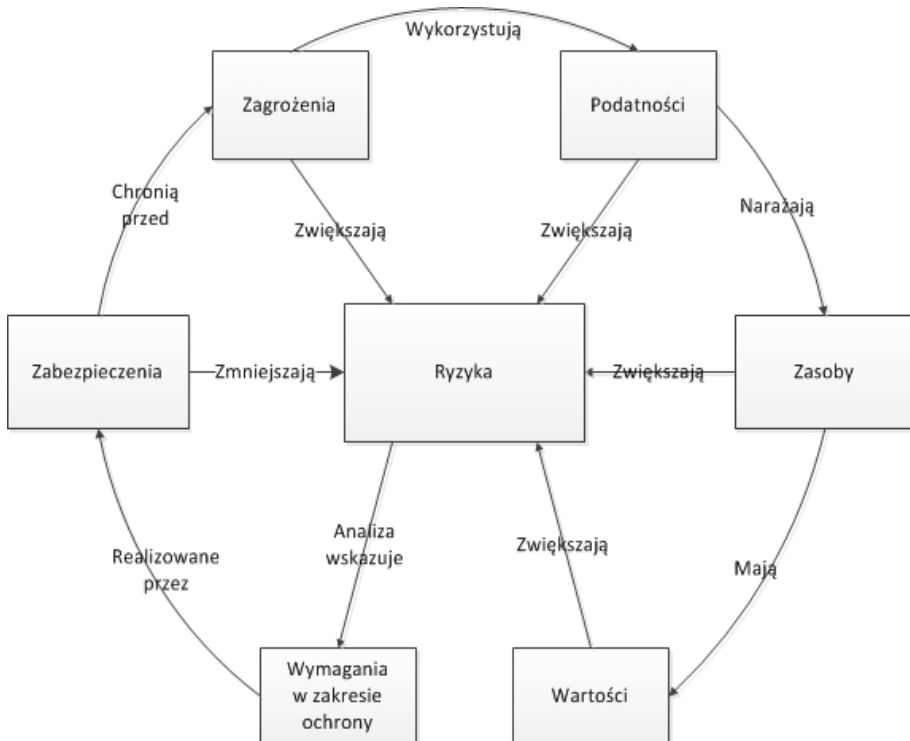 Wykorzystują
Zagrożenia
Podatności
Chronią
przed
Narażają
Zwiększają
Zwiększają
Zabezpieczenia
Zmniejszają
Ryzyka
Zwiększają
Zasoby
Analiza
wskazuje
Zwiększają
Realizowane
przez
Mają
Wymagania
w zakresie
ochrony
Wartości